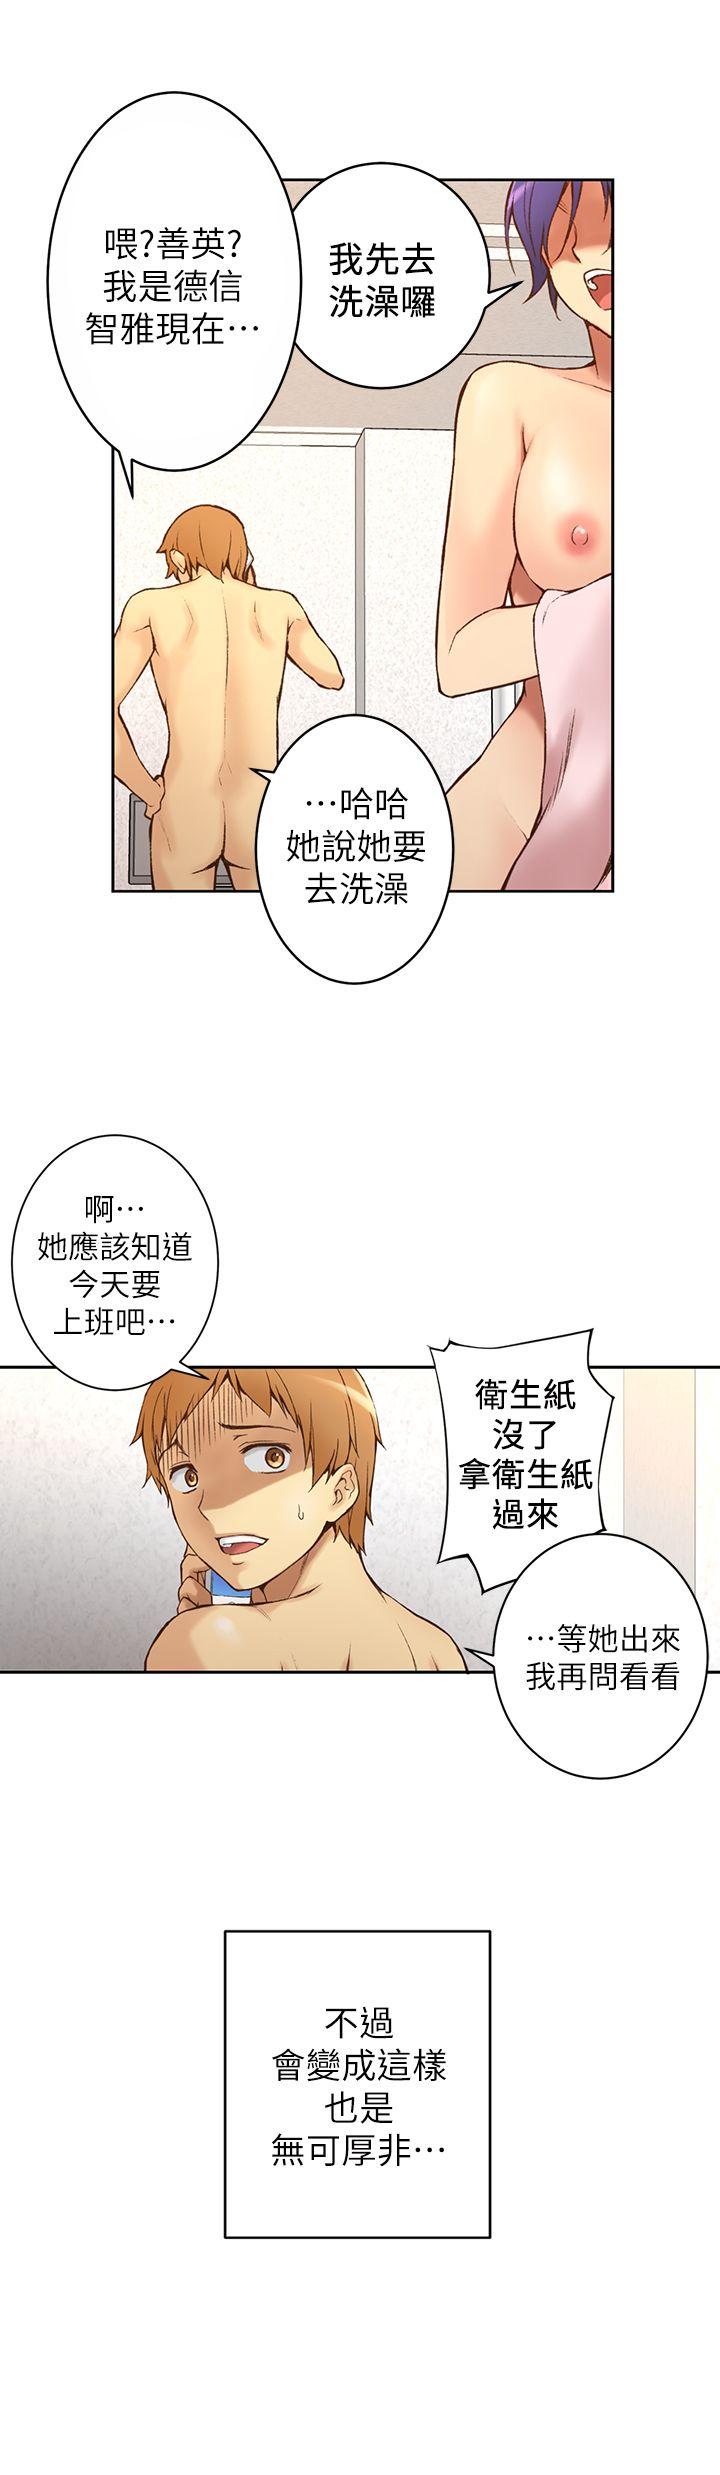 喂?善英?
我是德信
智雅現在⋯
我先去
洗澡囉
⋯哈哈
她說她要
去洗澡
啊⋯
她應該知道
今天要
上班吧⋯
衛生紙
沒了
拿衛生紙
過來
⋯等她出來
我再問看看
不過
會變成這樣
也是
無可厚非⋯